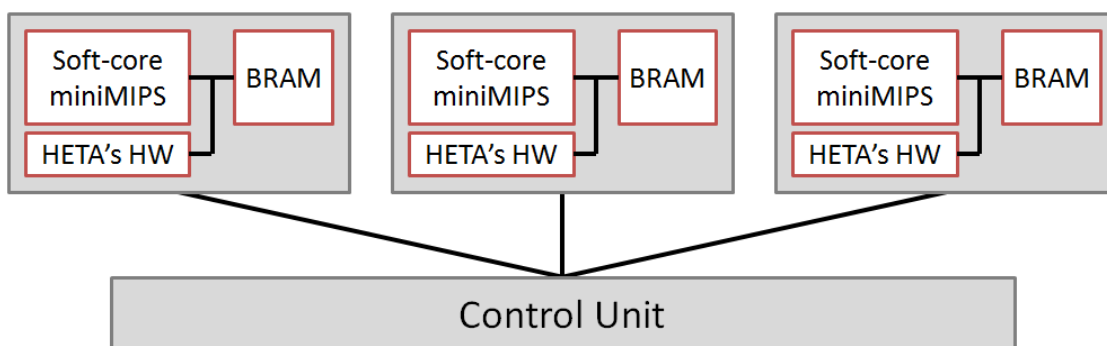 Soft-core
miniMIPS
BRAM
HETA's HW
Soft-core
miniMIPS
BRAM
HETA's HW
Soft-core
miniMIPS
BRAM
HETA's HW
Control Unit